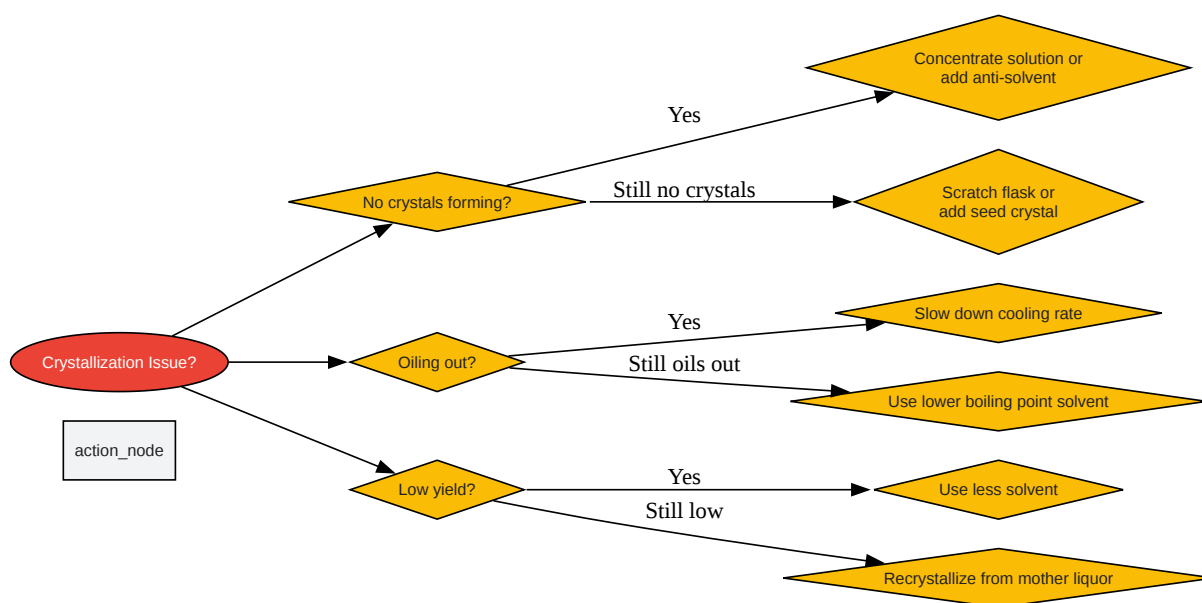 Concentrate solution or
add anti-solvent
Yes
No crystals forming?
Still no crystals
Scratch flask or
add seed crystal
Crystallization Issue?
Oiling out?
Yes
Slow down cooling rate
Still oils out
Use lower boiling point solvent
action_node
Low yield?
Yes
Use less solvent
Still low
Recrystallize from mother liquor